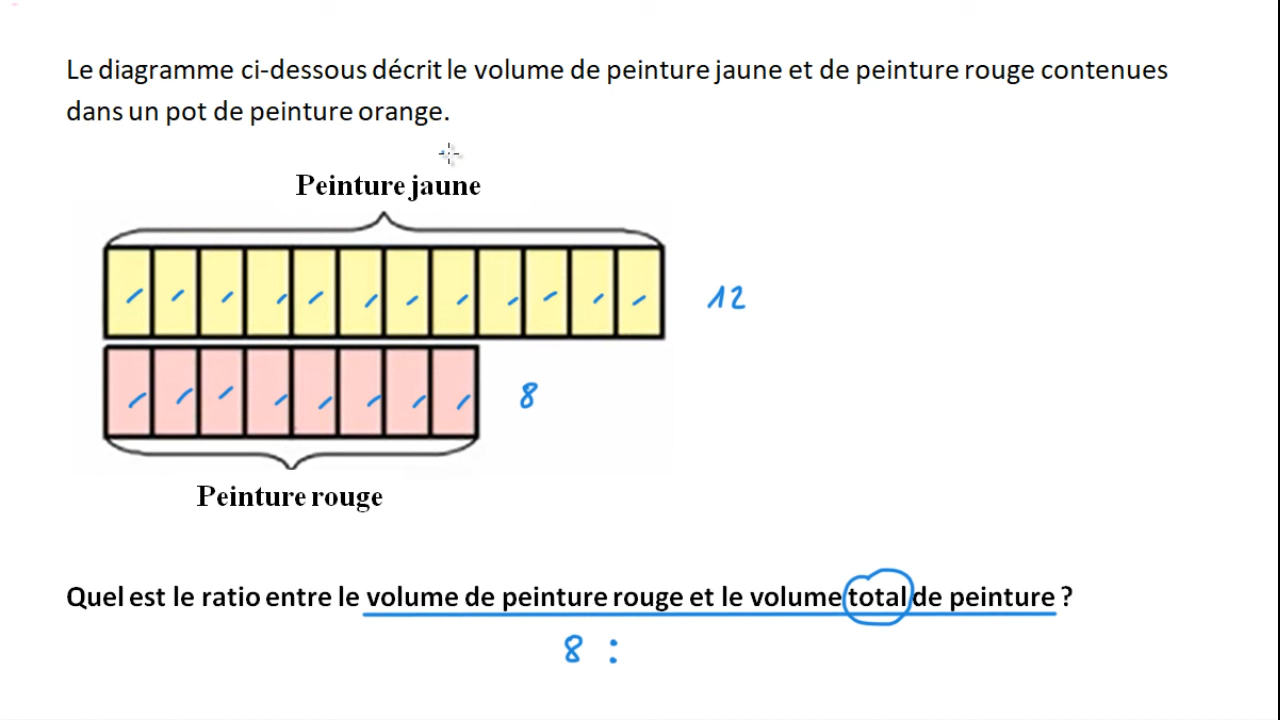 Le diagramme ci-dessous décrit le volume de peinture jaune et de peinture rouge contenues
dans un pot de peinture orange.
Peinture jaune
12
8
Peinture rouge
Quel est le ratio entre le volume de peinture rouge et le volume total de peinture ?
8 :